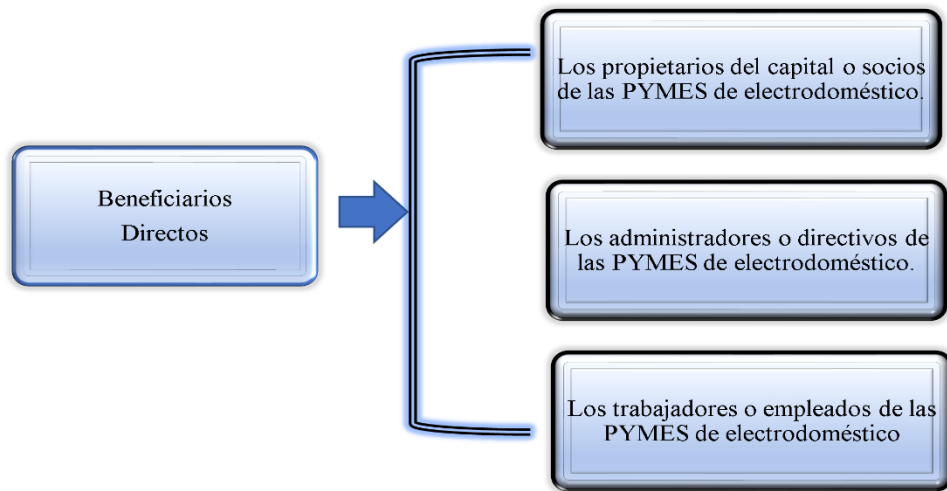 Beneficiarios
Directos
Los propietarios del capital o socios
de las PYMES de electrodoméstico.
Los administradores o directivos de
las PYMES de electrodoméstico.
Los trabajadores o empleados de las
PYMES de electrodoméstico